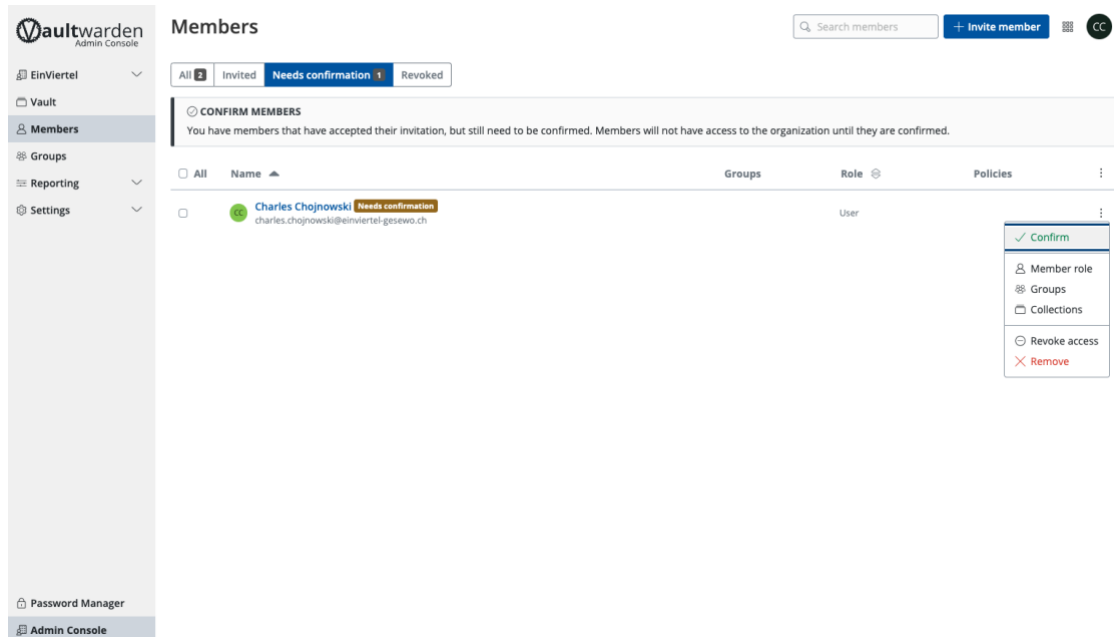 Vaultwarden
Admin Console
EinViertel
Vault
Members
Groups
Reporting
Settings
Password Manager
Admin Console
Members
Search members
+ Invite member
CC
All 2
Invited
Needs confirmation 1
Revoked
CONFIRM MEMBERS
You have members that have accepted their invitation, but still need to be confirmed. Members will not have access to the organization until they are confirmed.
All Name Groups Role Policies
CC Charles Chojnowski Needs confirmation
charles.chojnowski@einviertel-gesewo.ch
User
Confirm
Member role
Groups
Collections
Revoke access
Remove